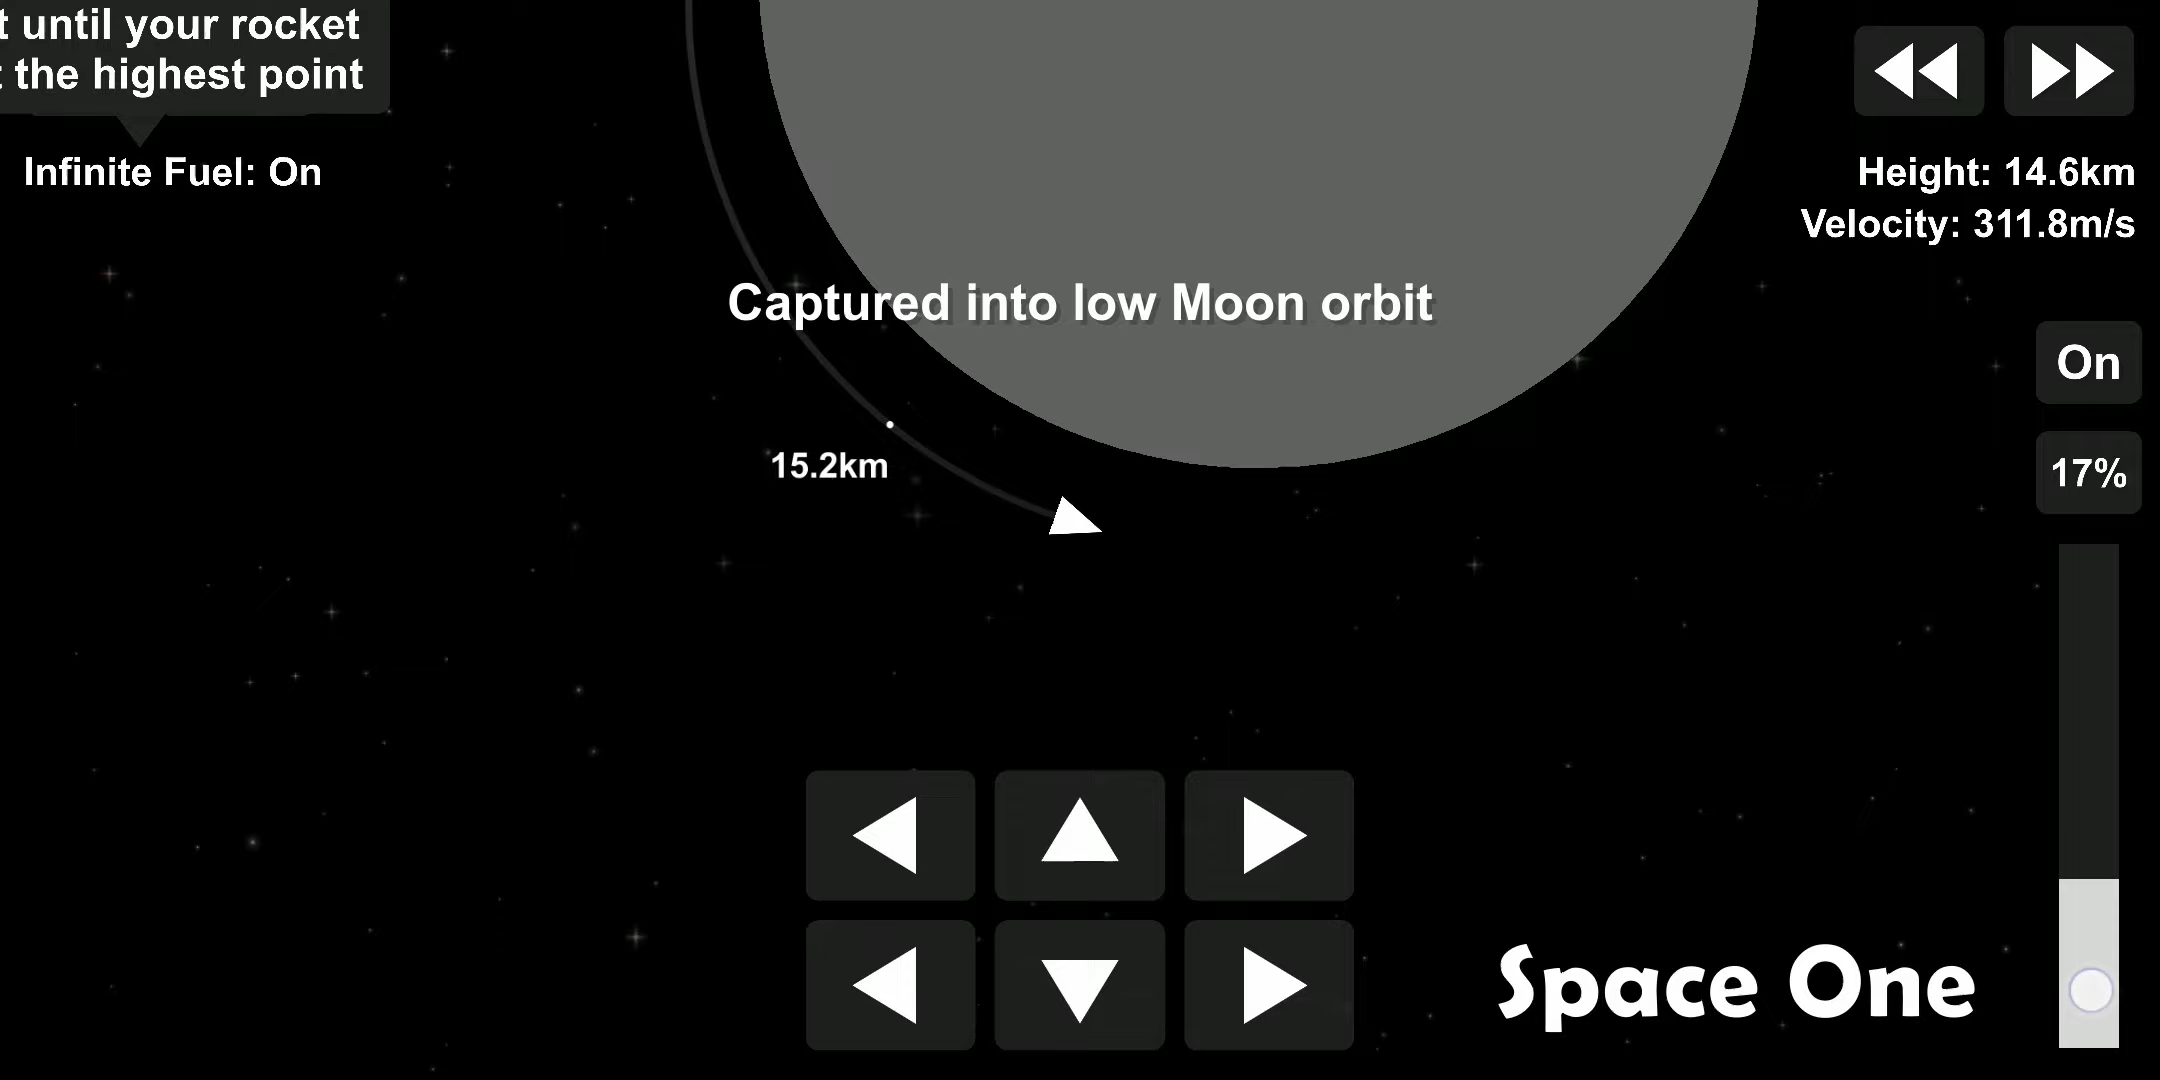 t until your rocket
the highest point
Infinite Fuel: On
Height: 14.6km
Velocity: 311.8m/s
Captured into low Moon orbit
On
15.2km
17%
Space One